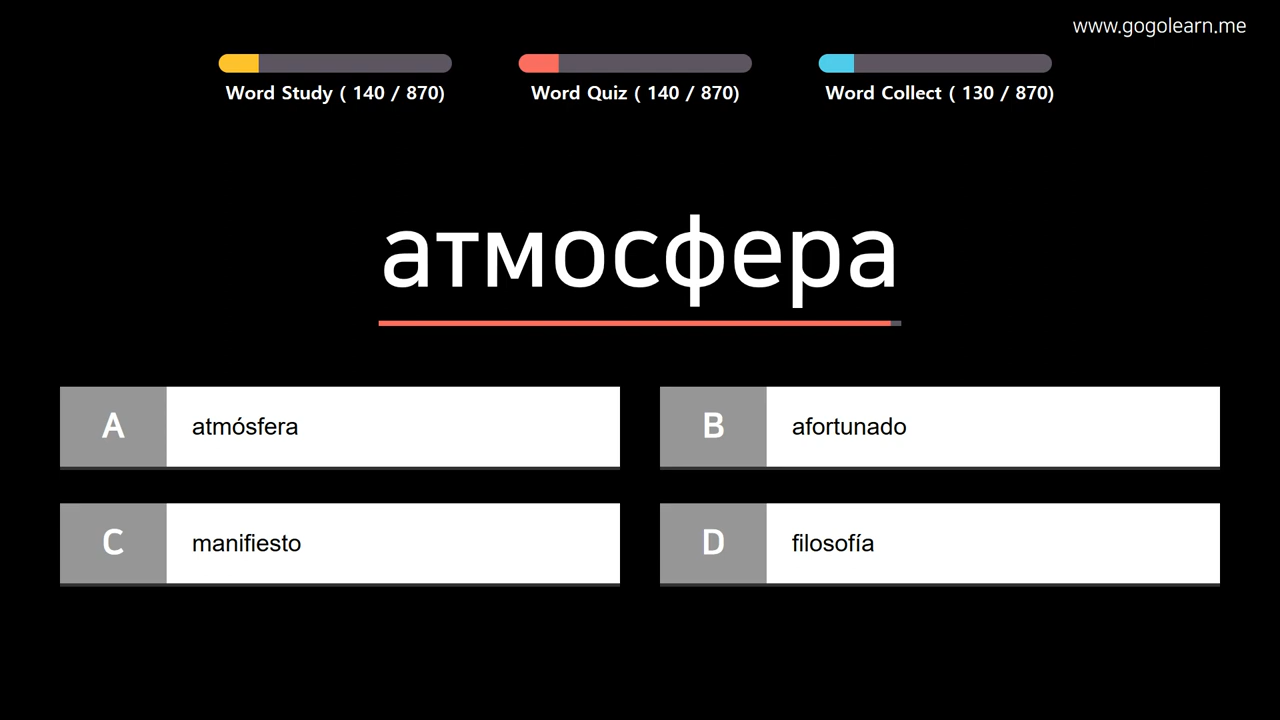 www.gogolearn.me
Word Study ( 140 / 870)
Word Quiz ( 140 / 870)
Word Collect ( 130 / 870)
атмосфера
A atmósfera
B afortunado
C manifiesto
D filosofía